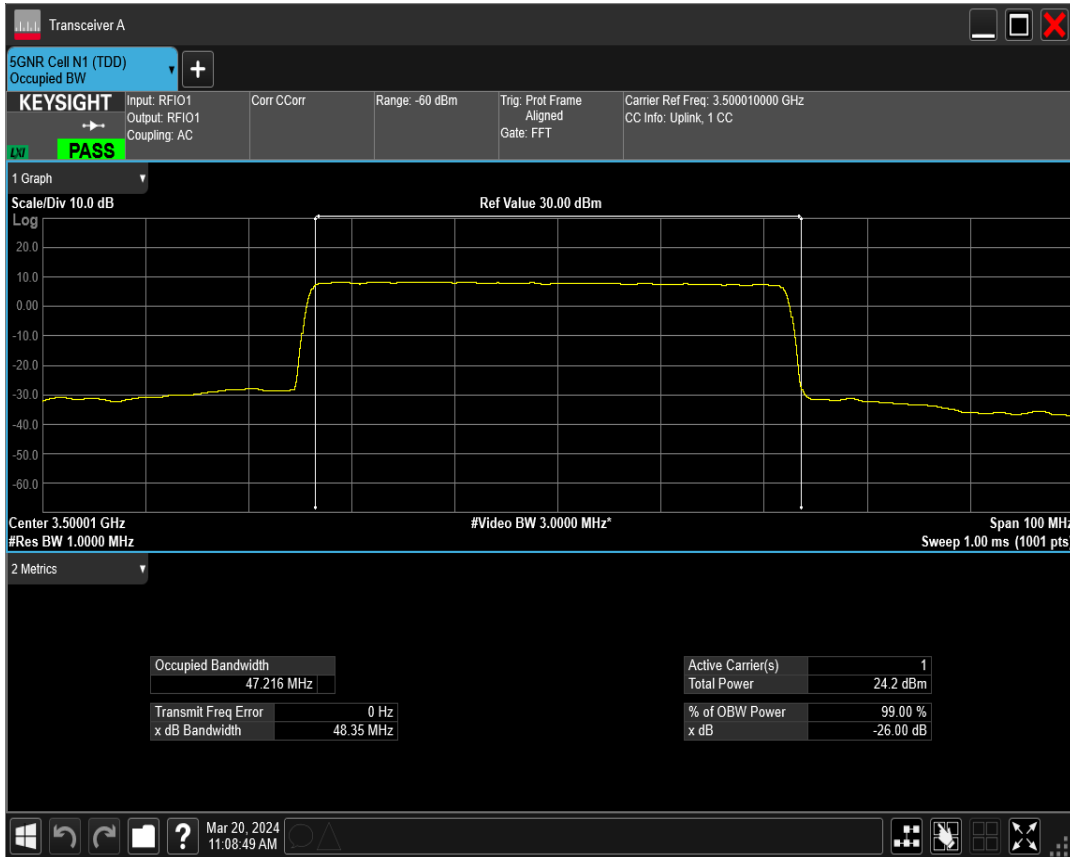 Transceiver A
5GNR Cell N1 (TDD)
Occupied BW
+
KEYSIGHT
LXI
PASS
Input: RFIO1
Output: RFIO1
Coupling: AC
Corr CCorr
Range: -60 dBm
Trig: Prot Frame
Aligned
Gate: FFT
Carrier Ref Freq: 3.500010000 GHz
CC Info: Uplink, 1 CC
1 Graph
Scale/Div 10.0 dB
Ref Value 30.00 dBm
Log
20.0
10.0
0.00
-10.0
-20.0
-30.0
-40.0
-50.0
-60.0
Center 3.50001 GHz
#Video BW 3.0000 MHz*
Span 100 MHz
#Res BW 1.0000 MHz
Sweep 1.00 ms (1001 pts)
2 Metrics
Occupied Bandwidth
47.216 MHz
Transmit Freq Error 0 Hz
x dB Bandwidth 48.35 MHz
Active Carrier(s) 1
Total Power 24.2 dBm
% of OBW Power 99.00 %
x dB -26.00 dB
?
Mar 20, 2024
11:08:49 AM